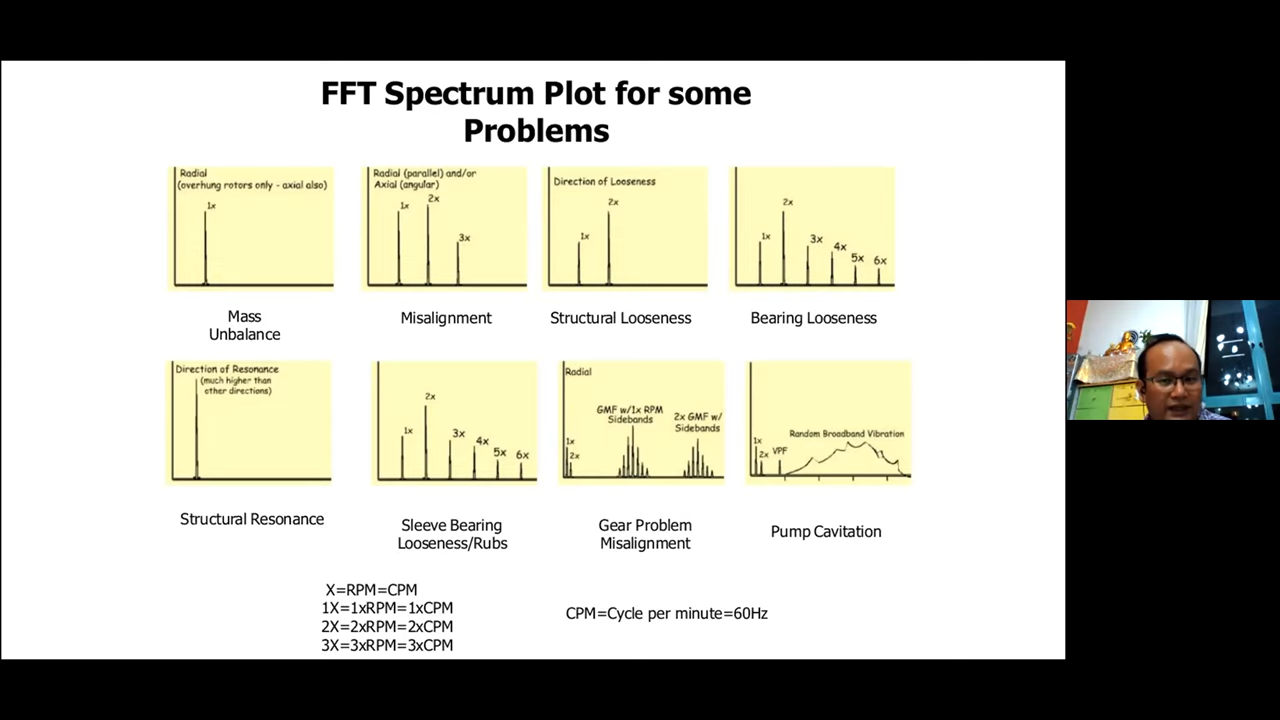 FFT Spectrum Plot for some
Problems
Radial
(overhung rotors only - axial also)
1x
Mass
Unbalance
Radial (parallel) and/or
Axial (angular)
1x
2x
3x
Misalignment
Direction of Looseness
1x
2x
Structural Looseness
1x
2x
3x
4x
5x
6x
Bearing Looseness
Direction of Resonance
(much higher than
other directions)
Structural Resonance
1x
2x
3x
4x
5x
6x
Sleeve Bearing
Looseness/Rubs
Radial
1x
2x
GMF w/1x RPM
Sidebands
2x GMF w/
Sidebands
Gear Problem
Misalignment
1x
2x
VPF
Random Broadband Vibration
Pump Cavitation
X=RPM=CPM
1X=1xRPM=1xCPM
2X=2xRPM=2xCPM
3X=3xRPM=3xCPM
CPM=Cycle per minute=60Hz